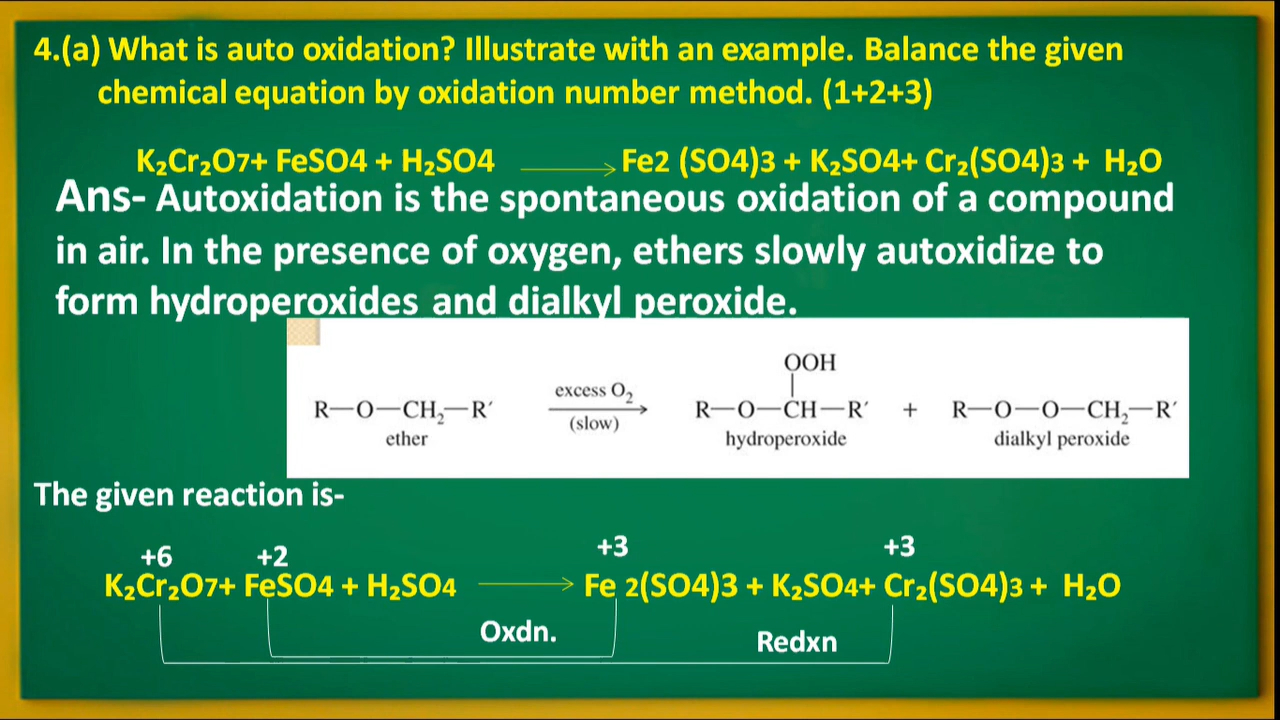 4.(a) What is auto oxidation? Illustrate with an example. Balance the given
chemical equation by oxidation number method. (1+2+3)
K₂Cr₂O7+ FeSO4 + H₂SO4 ⟶ Fe2 (SO4)3 + K₂SO4+ Cr₂(SO4)3 + H₂O
Ans- Autoxidation is the spontaneous oxidation of a compound
in air. In the presence of oxygen, ethers slowly autoxidize to
form hydroperoxides and dialkyl peroxide.
OOH
excess O₂
R—O—CH₂—R′ ⟶ R—O—CH—R′ + R—O—O—CH₂—R′
(slow)
ether hydroperoxide dialkyl peroxide
The given reaction is-
+6 +2 +3 +3
K₂Cr₂O7+ FeSO4 + H₂SO4 ⟶ Fe 2(SO4)3 + K₂SO4+ Cr₂(SO4)3 + H₂O
Oxdn. Redxn